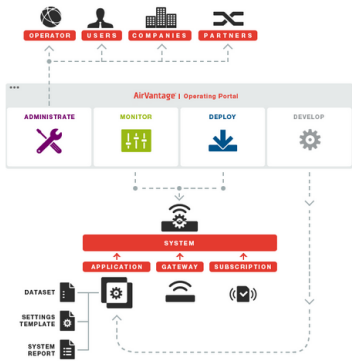 OPERATOR
USERS
COMPANIES
PARTNERS
AirVantage | Operating Portal
ADMINISTRATE
MONITOR
DEPLOY
DEVELOP
SYSTEM
APPLICATION
GATEWAY
SUBSCRIPTION
DATASET
SETTINGS
TEMPLATE
SYSTEM
REPORT